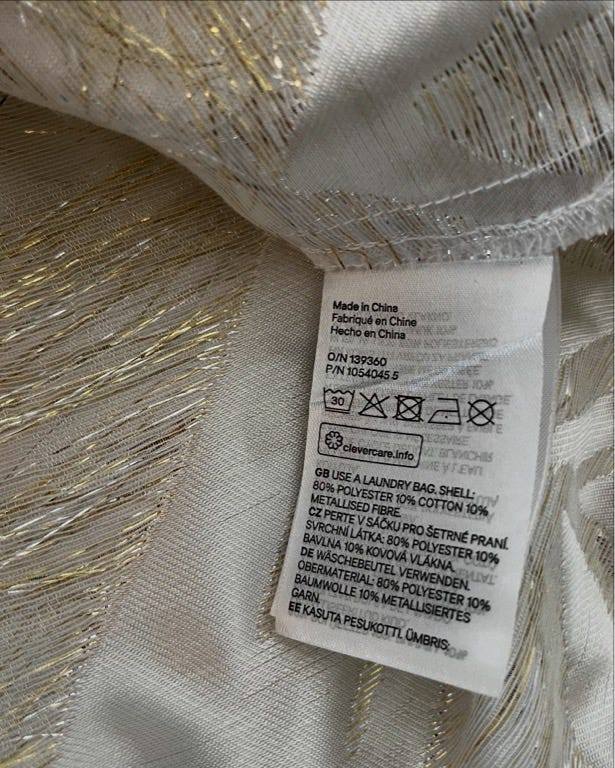 Made in China
Fabriqué en Chine
Hecho en China
O/N 139360
P/N 1054045 5
30
clevercare.info
GB USE A LAUNDRY BAG. SHELL:
80% POLYESTER 10% COTTON 10%
METALLISED FIBRE.
CZ PERTE V SÁČKU PRO ŠETRNÉ PRANÍ.
SVRCHNÍ LÁTKA: 80% POLYESTER 10%
BAVLNA 10% KOVOVÁ VLÁKNA.
DE WÄSCHEBEUTEL VERWENDEN.
OBERMATERIAL: 80% POLYESTER 10%
BAUMWOLLE 10% METALLISIERTES
GARN.
EE KASUTA PESUKOTTI. ÜMBRIS: